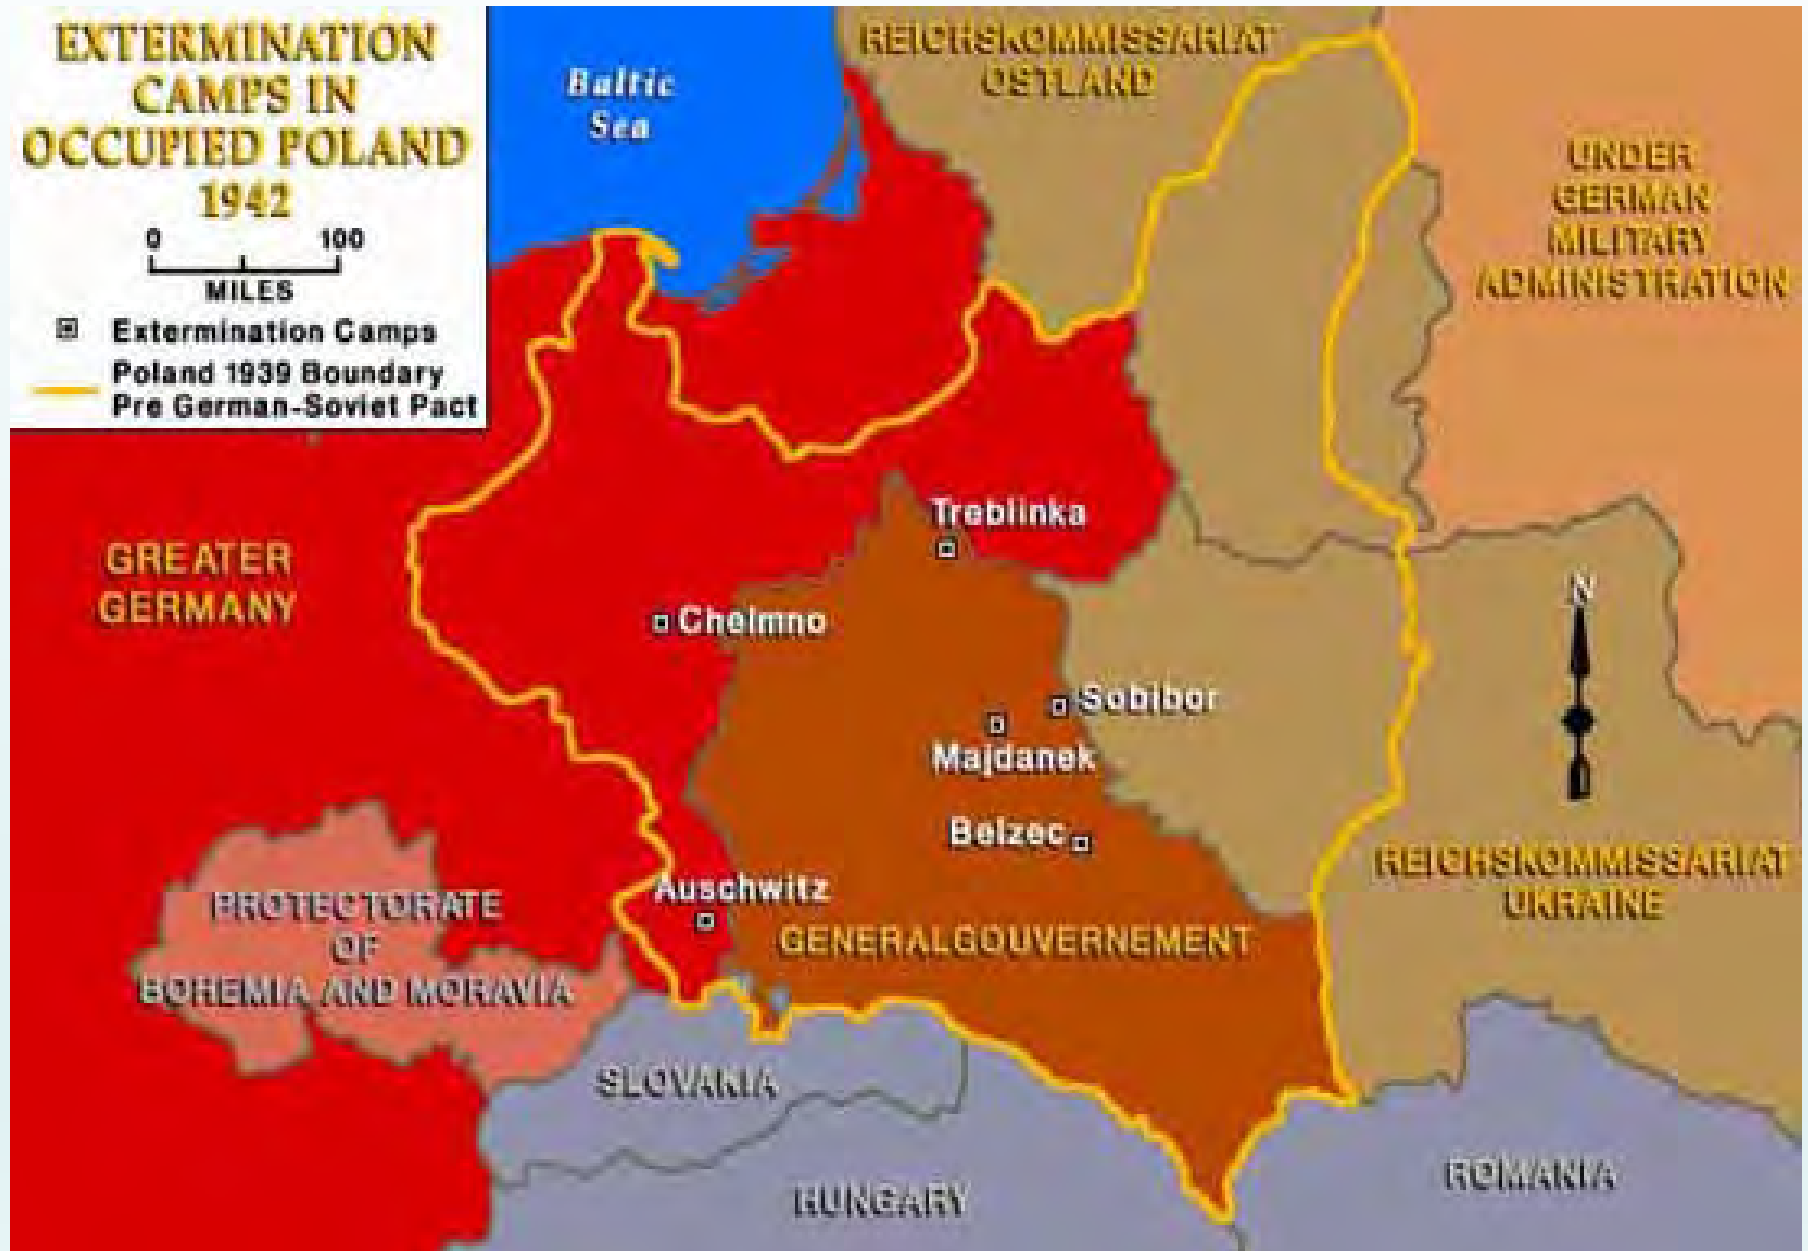 EXTERMINATION
CAMPS IN
OCCUPIED POLAND
1942
0 100
MILES
Extermination Camps
Poland 1939 Boundary
Pre German-Soviet Pact
Baltic
Sea
REICHSKOMMISSARIAT
OSTLAND
UNDER
GERMAN
MILITARY
ADMINISTRATION
GREATER
GERMANY
Treblinka
Chelmno
N
Sobibor
Majdanek
Belzec
Auschwitz
REICHSKOMMISSARIAT
UKRAINE
PROTECTORATE
OF
BOHEMIA AND MORAVIA
GENERALGOUVERNEMENT
SLOVAKIA
HUNGARY
ROMANIA